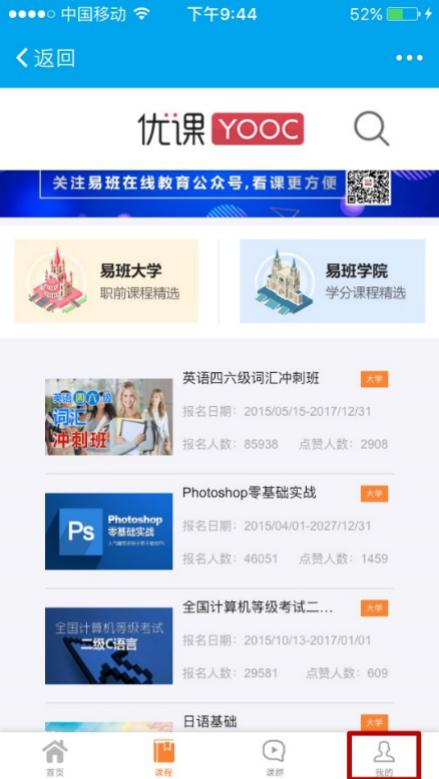 中国移动 下午9:44 52%
返回
优课 YOOC
关注易班在线教育公众号,看课更方便
易班大学
职前课程精选
易班学院
学分课程精选
英语四六级
词汇
冲刺班
英语四六级词汇冲刺班 大学
报名日期：2015/05/15-2017/12/31
报名人数：85938 点赞人数：2908
Ps
Photoshop
零基础实战
Photoshop零基础实战 大学
报名日期：2015/04/01-2027/12/31
报名人数：46051 点赞人数：1459
全国计算机等级考试
二级C语言
全国计算机等级考试二... 大学
报名日期：2015/10/13-2017/01/01
报名人数：29581 点赞人数：609
日语基础 大学
首页 课程 课群 我的